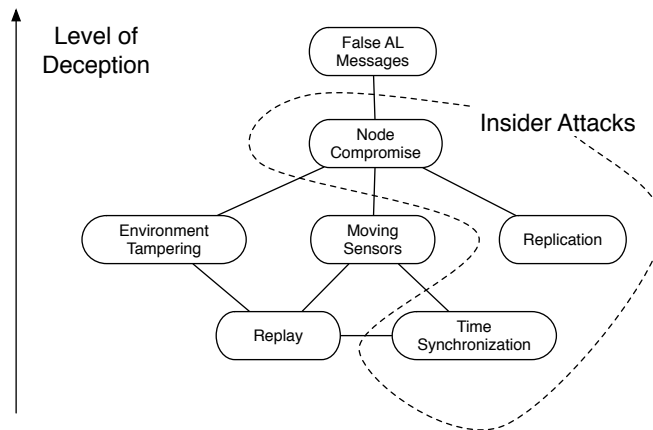 Level of
Deception
False AL
Messages
Insider Attacks
Node
Compromise
Environment
Tampering
Moving
Sensors
Replication
Replay
Time
Synchronization